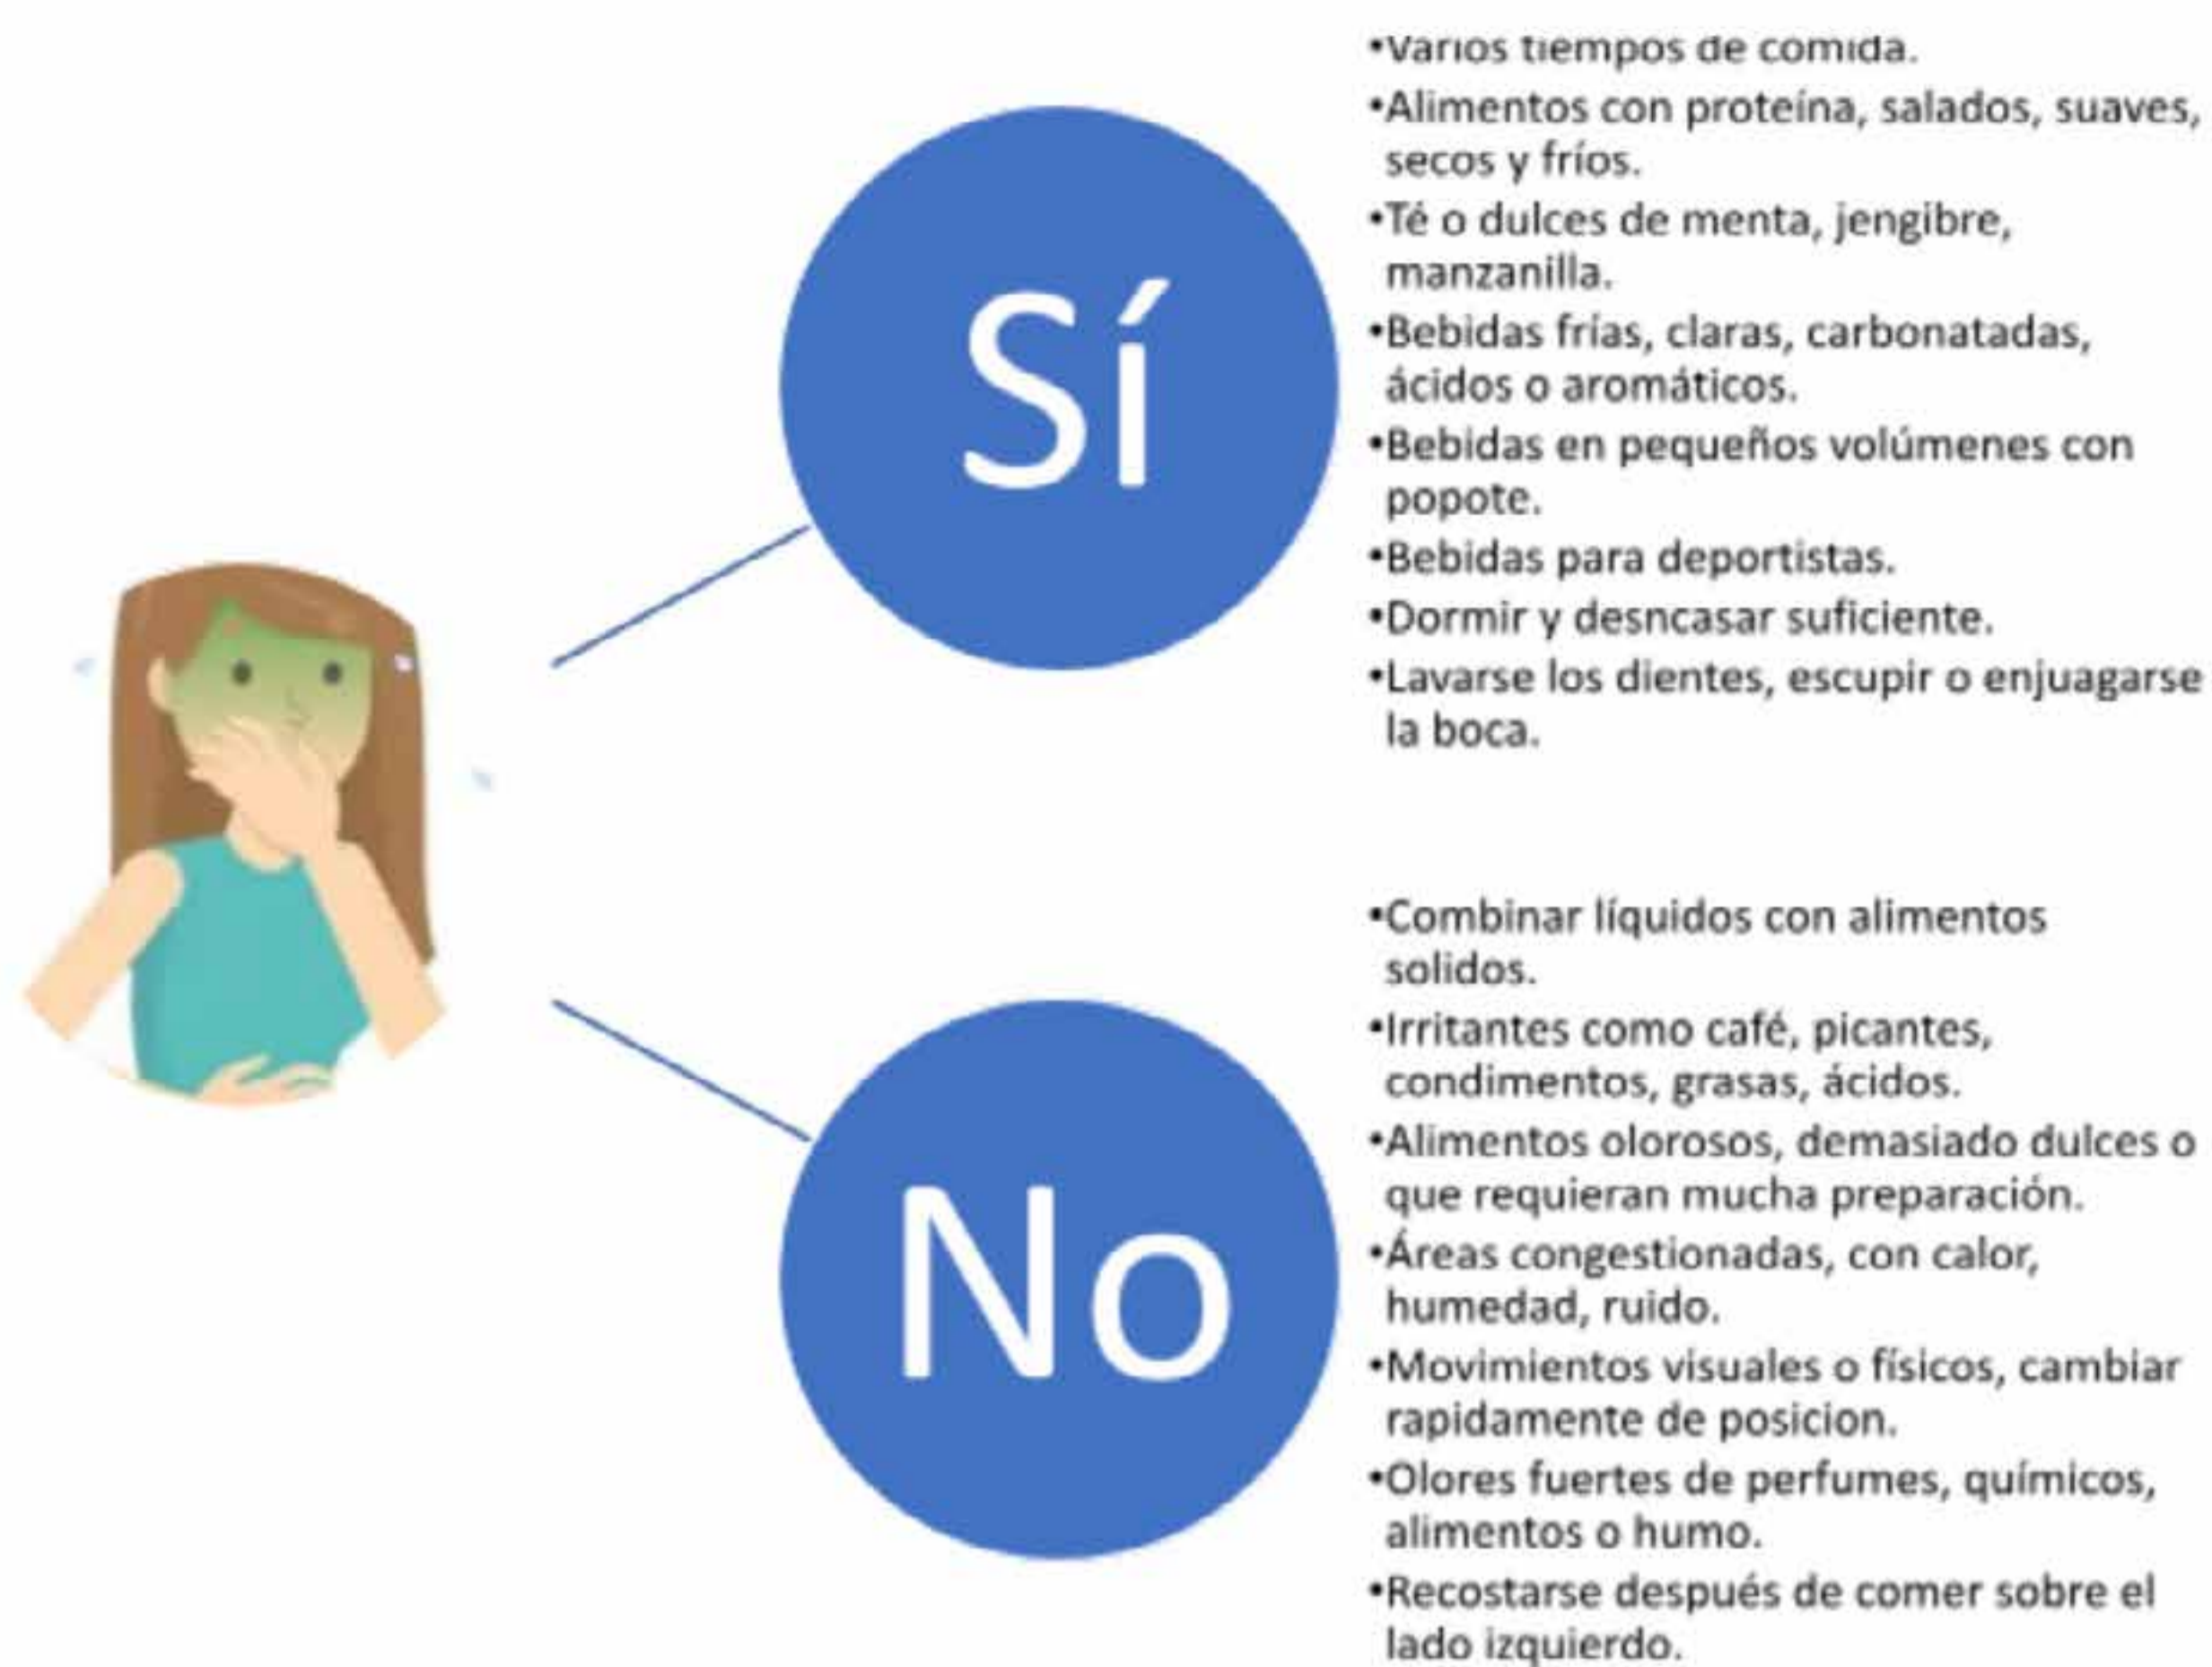 •Varios tiempos de comida.
•Alimentos con proteína, salados, suaves,
secos y fríos.
•Té o dulces de menta, jengibre,
manzanilla.
•Bebidas frías, claras, carbonatadas,
ácidos o aromáticos.
•Bebidas en pequeños volúmenes con
popote.
•Bebidas para deportistas.
•Dormir y desncasar suficiente.
•Lavarse los dientes, escupir o enjuagarse
la boca.
Sí
•Combinar líquidos con alimentos
solidos.
•Irritantes como café, picantes,
condimentos, grasas, ácidos.
•Alimentos olorosos, demasiado dulces o
que requieran mucha preparación.
•Áreas congestionadas, con calor,
humedad, ruido.
•Movimientos visuales o físicos, cambiar
rapidamente de posicion.
•Olores fuertes de perfumes, químicos,
alimentos o humo.
•Recostarse después de comer sobre el
lado izquierdo.
No